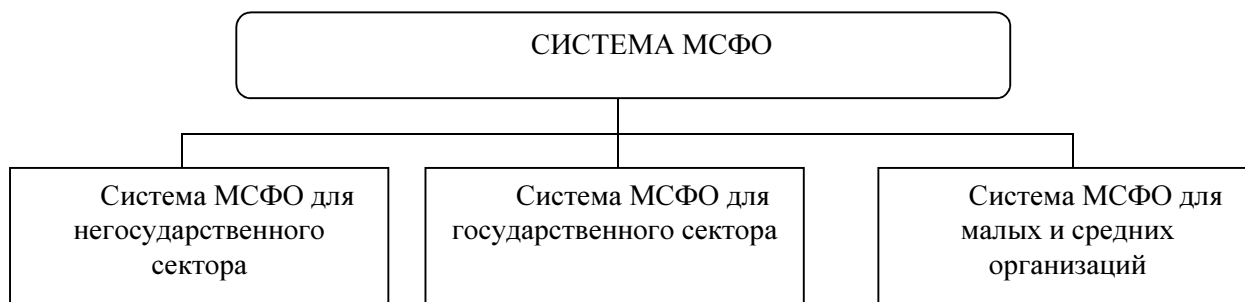 СИСТЕМА МСФО
Система МСФО для
негосударственного
сектора
Система МСФО для
государственного сектора
Система МСФО для
малых и средних
организаций